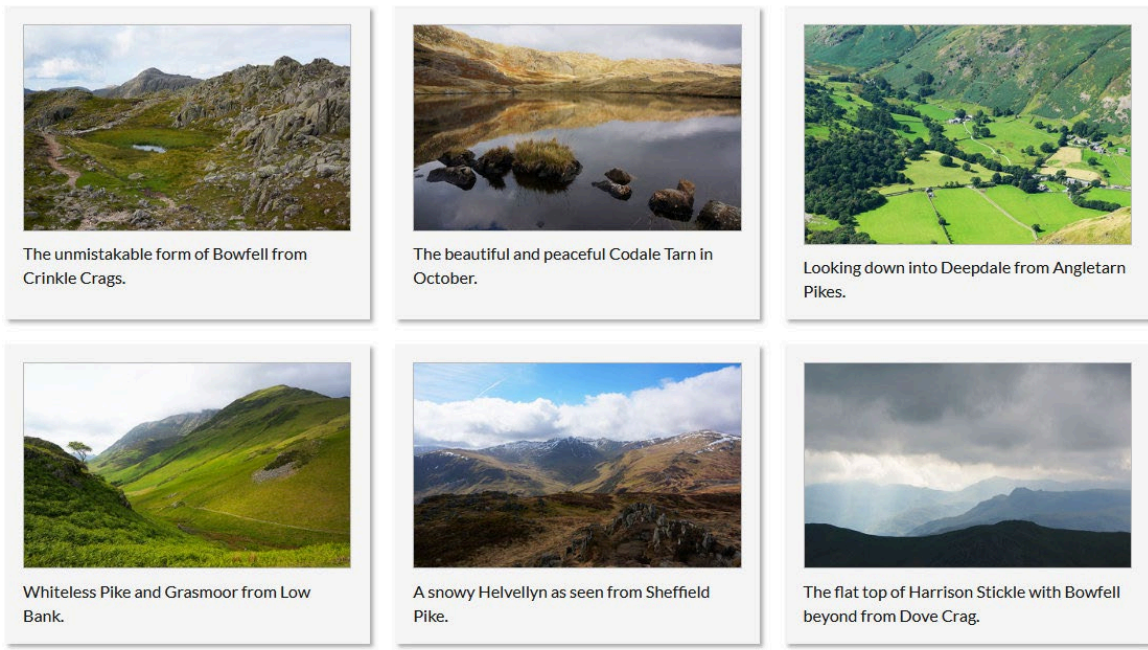 The unmistakable form of Bowfell from
Crinkle Crags.
The beautiful and peaceful Codale Tarn in
October.
Looking down into Deepdale from Angletarn
Pikes.
Whiteless Pike and Grasmoor from Low
Bank.
A snowy Helvellyn as seen from Sheffield
Pike.
The flat top of Harrison Stickle with Bowfell
beyond from Dove Crag.